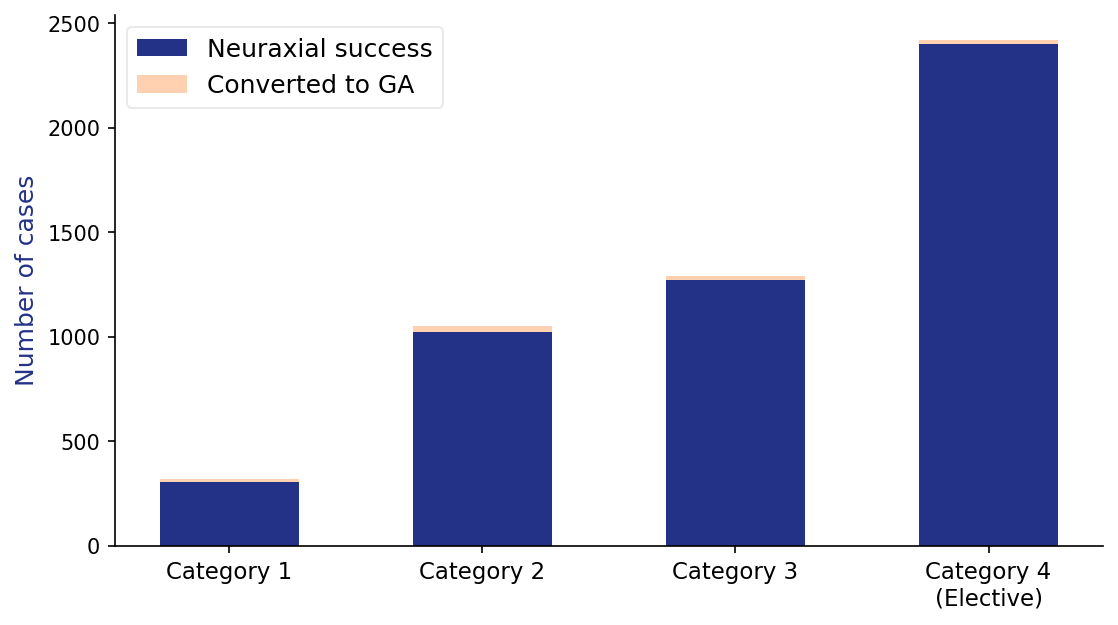 2500
2000
1500
1000
500
0
Number of cases
Neuraxial success
Converted to GA
Category 1
Category 2
Category 3
Category 4
(Elective)